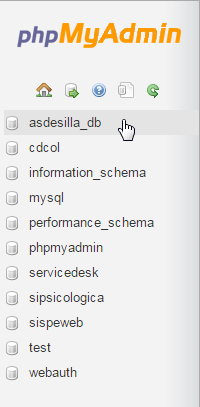 phpMyAdmin
asdesilla_db
cdcol
information_schema
mysql
performance_schema
phpmyadmin
servicedesk
sipsicologica
sispeweb
test
webauth